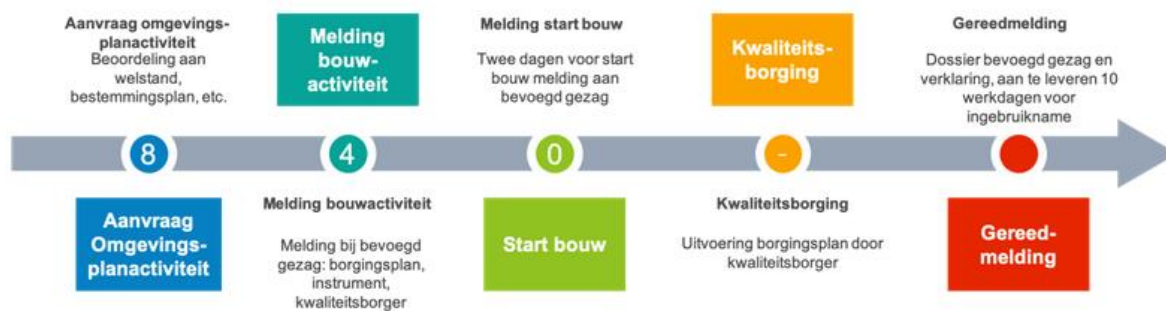 Aanvraag omgevings-
planactiviteit
Beoordeling aan
welstand,
bestemmingsplan, etc.
Melding
bouw-
activiteit
Melding start bouw
Twee dagen voor start
bouw melding aan
bevoegd gezag
Kwaliteits-
borging
Gereedmelding
Dossier bevoegd gezag en
verklaring, aan te leveren 10
werkdagen voor
ingebruikname
8
4
0
-
Aanvraag
Omgevings-
planactiviteit
Melding bouwactiviteit
Melding bij bevoegd
gezag: borgingsplan,
instrument,
kwaliteitsborger
Start bouw
Kwaliteitsborging
Uitvoering borgingsplan door
kwaliteitsborger
Gereed-
melding